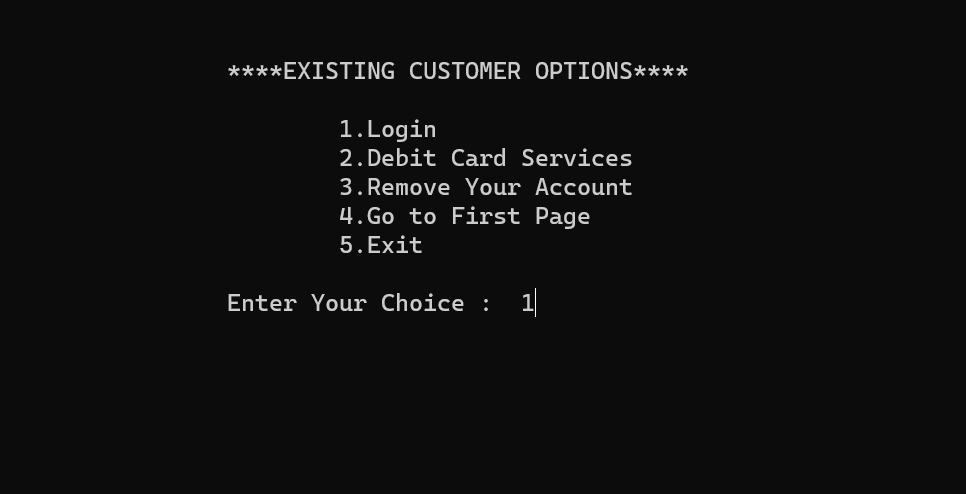 ****EXISTING CUSTOMER OPTIONS****
1.Login
2.Debit Card Services
3.Remove Your Account
4.Go to First Page
5.Exit
Enter Your Choice :  1